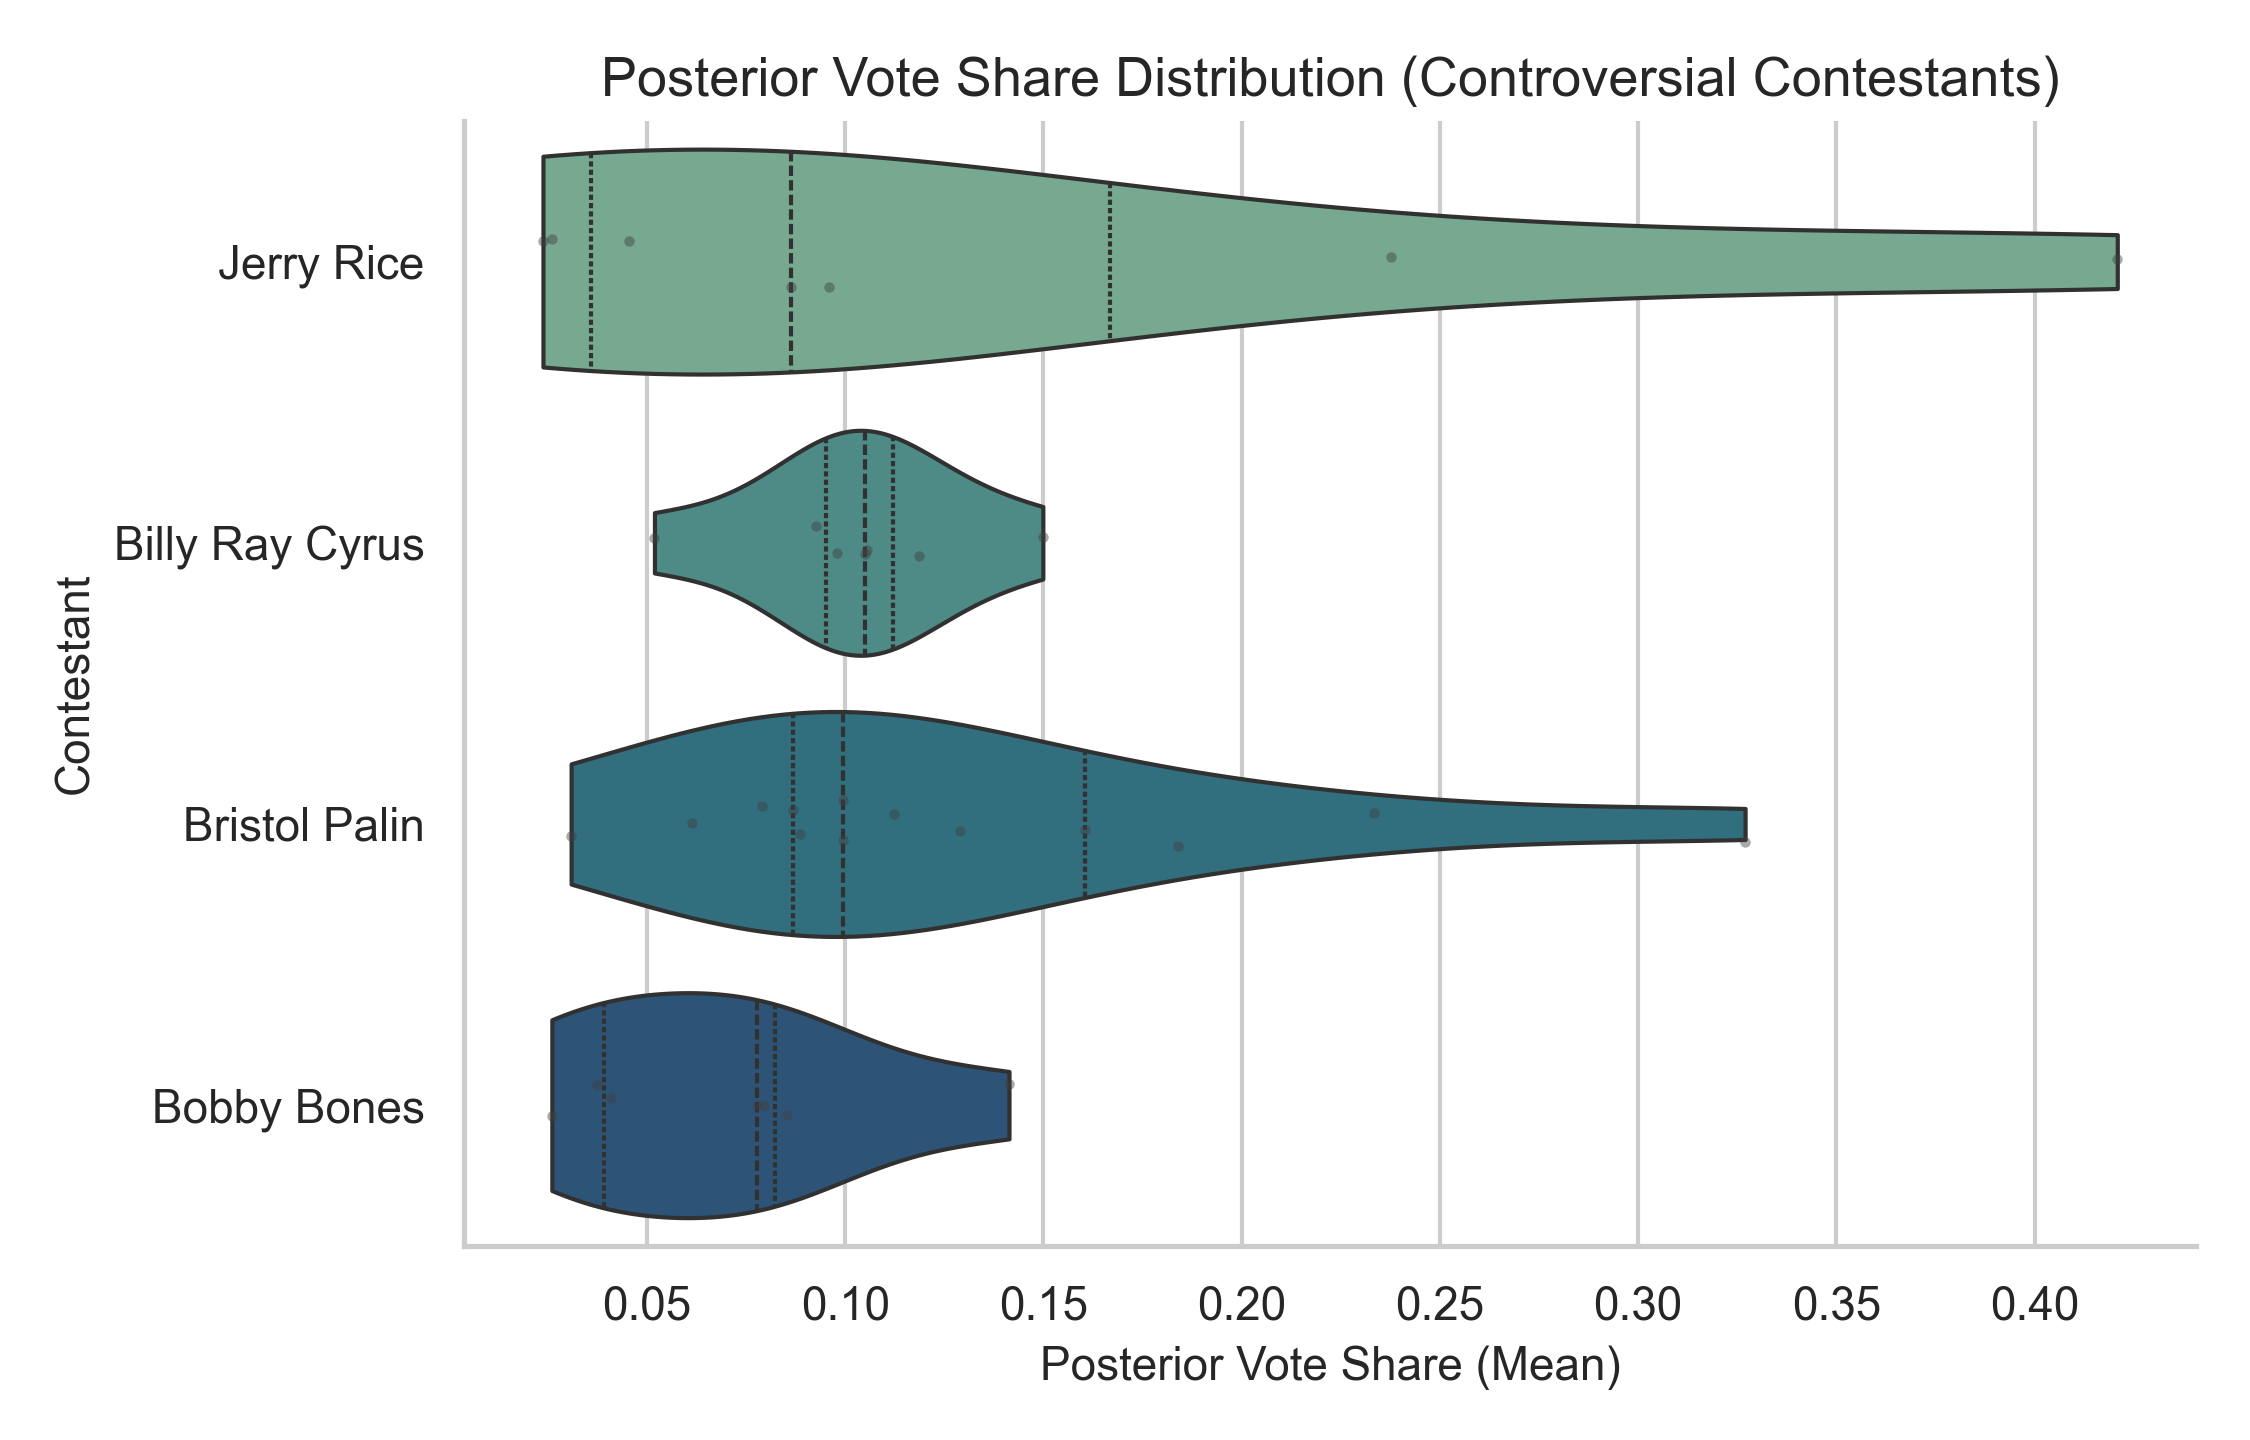 Posterior Vote Share Distribution (Controversial Contestants)
Jerry Rice
Billy Ray Cyrus
Bristol Palin
Bobby Bones
Contestant
0.05 0.10 0.15 0.20 0.25 0.30 0.35 0.40
Posterior Vote Share (Mean)